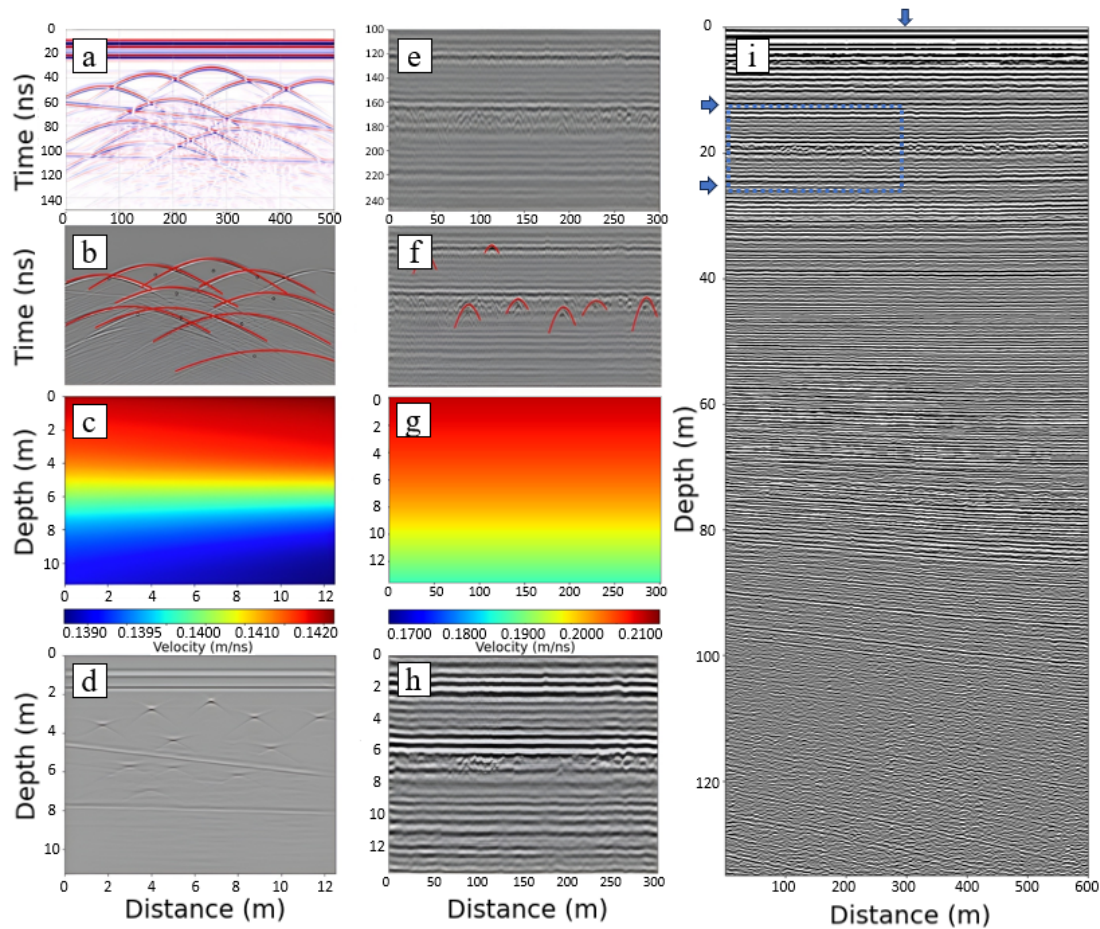 a
Time (ns)
0
20
40
60
80
100
120
140
0 100 200 300 400 500
b
Time (ns)
c
Depth (m)
0
2
4
6
8
10
0 2 4 6 8 10 12
0.1390 0.1395 0.1400 0.1410 0.1420
Velocity (m/ns)
d
Depth (m)
0
2
4
6
8
10
0 2 4 6 8 10 12
Distance (m)
e
100
120
140
160
180
200
220
240
0 50 100 150 200 250 300
f
g
0
2
4
6
8
10
12
0 50 100 150 200 250 300
0.1700 0.1800 0.1900 0.2000 0.2100
Velocity (m/ns)
h
0
2
4
6
8
10
12
0 50 100 150 200 250 300
Distance (m)
i
Depth (m)
0
20
40
60
80
100
120
100 200 300 400 500 600
Distance (m)